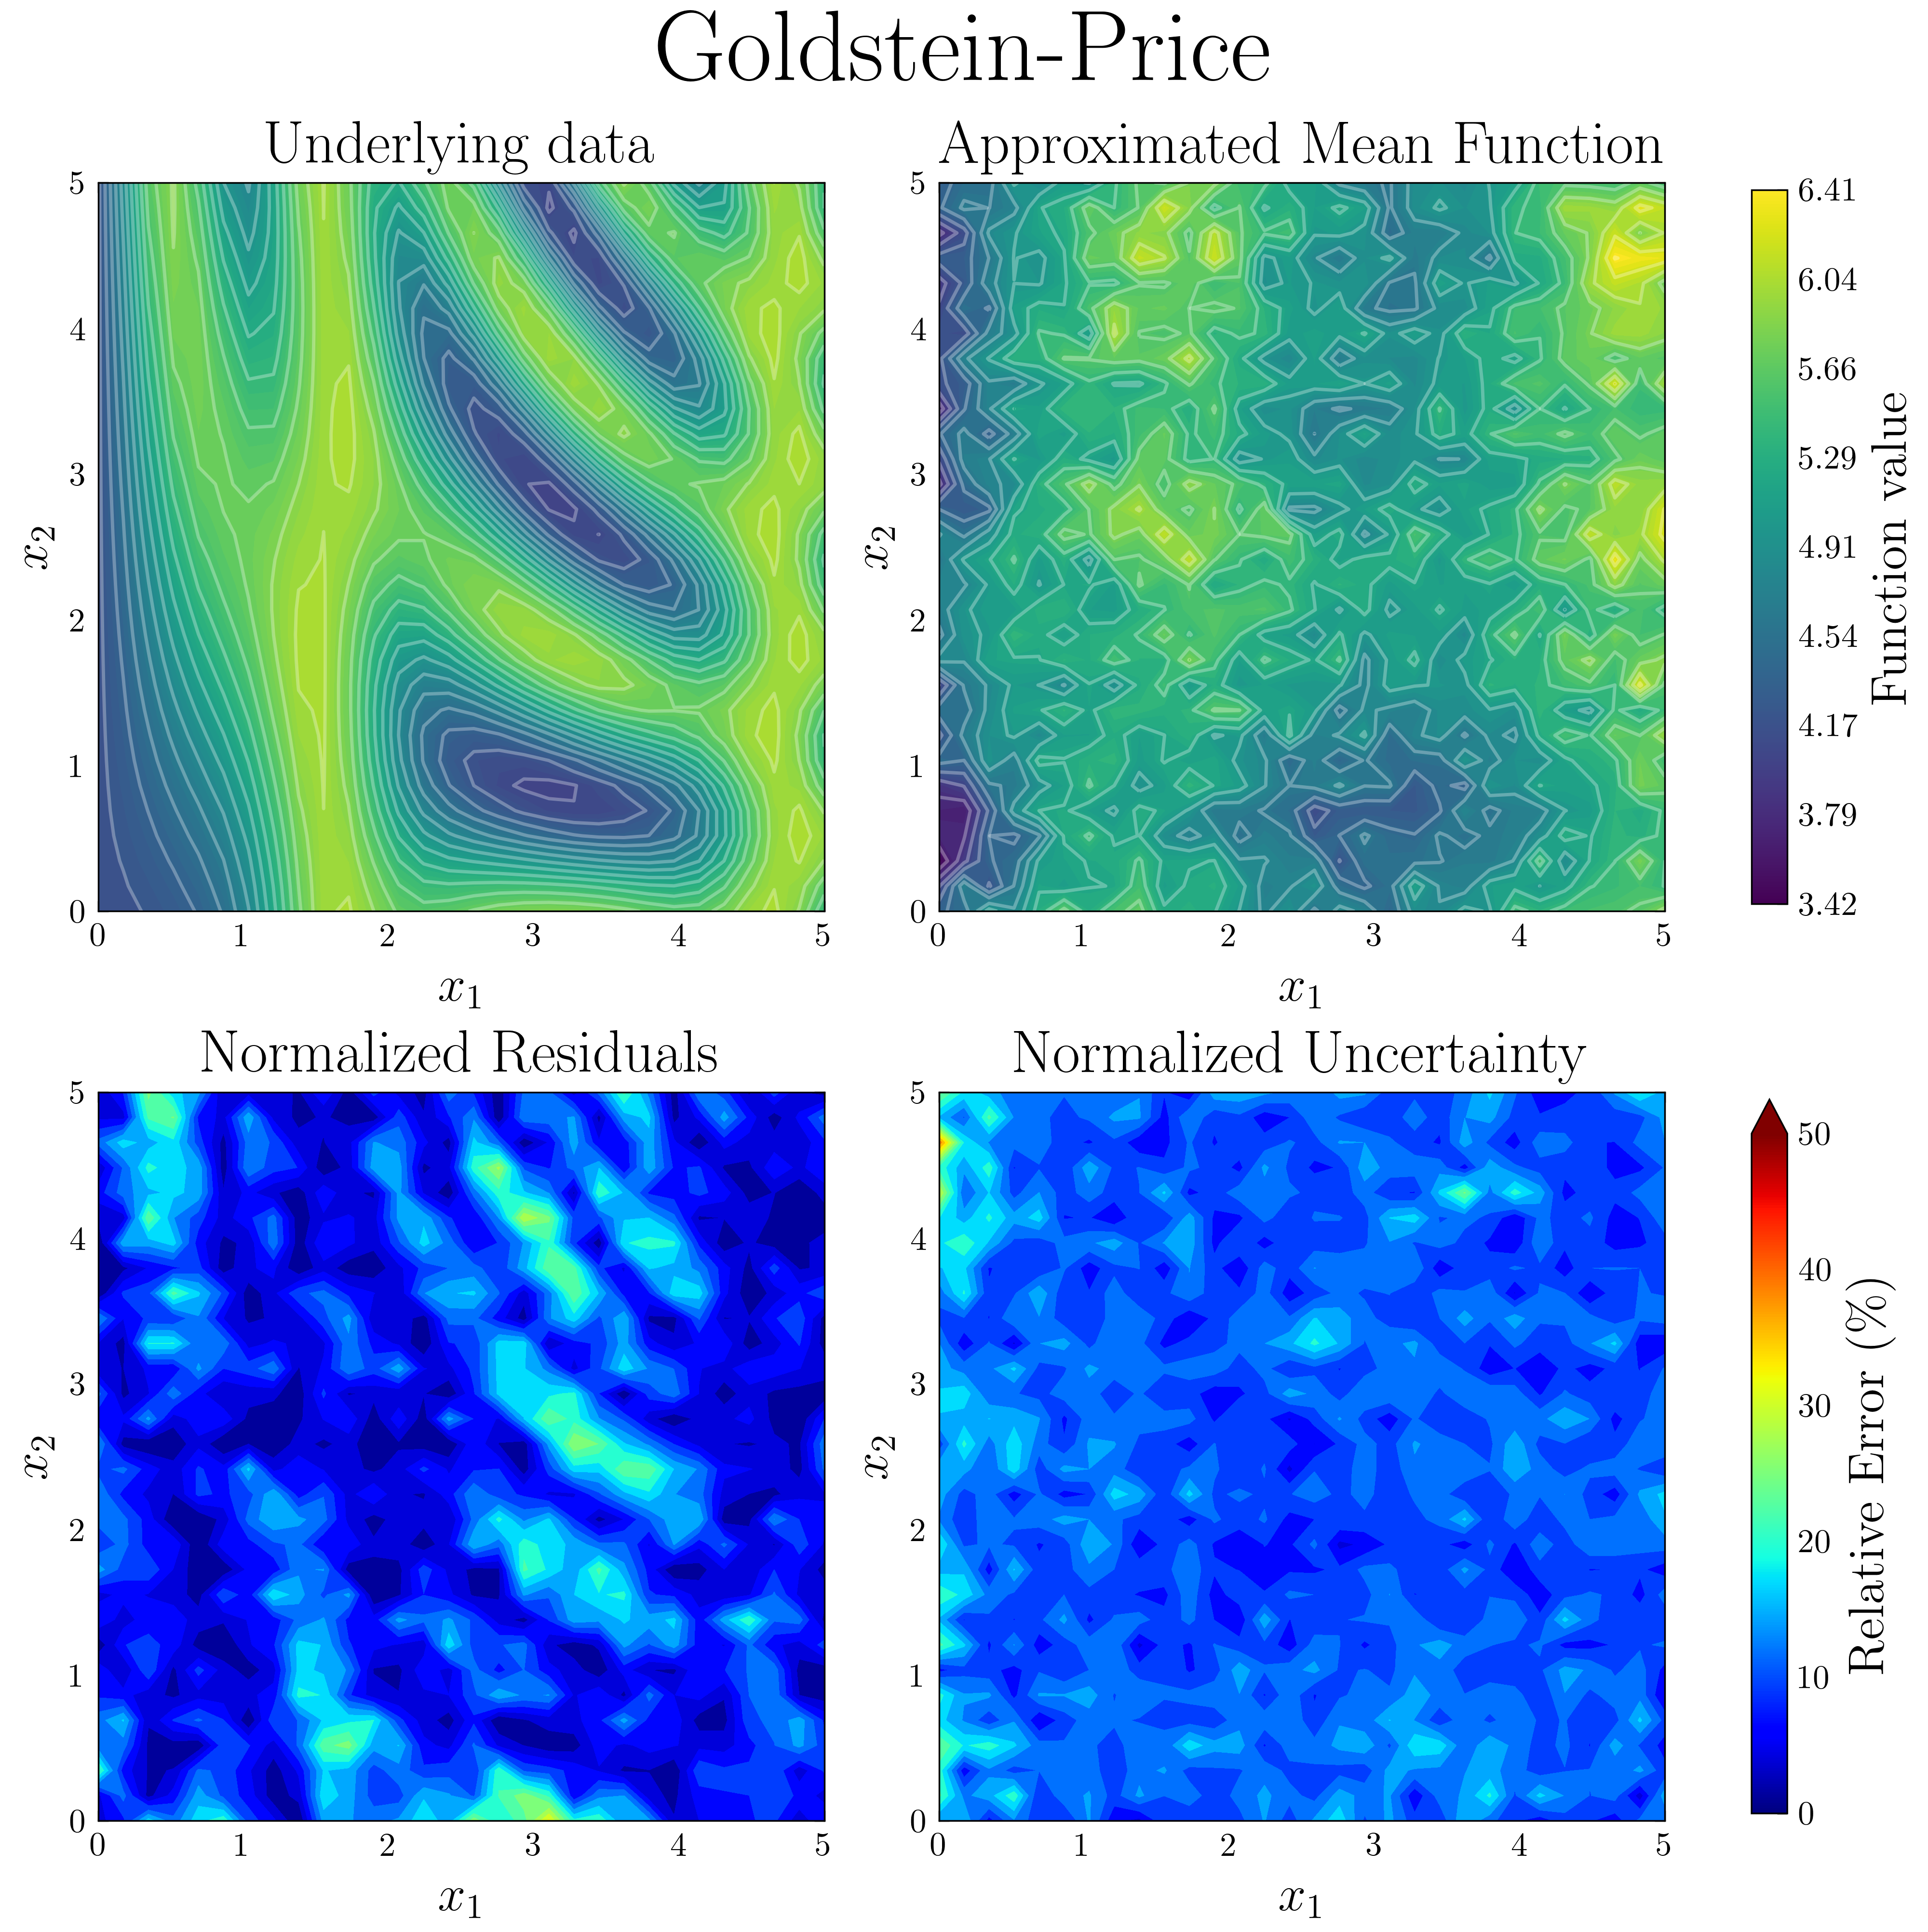 Goldstein-Price
Underlying data
Approximated Mean Function
5
4
3
2
1
0
x2
0 1 2 3 4 5
x1
5
4
3
2
1
0
x2
0 1 2 3 4 5
x1
6.41
6.04
5.66
5.29
4.91
4.54
4.17
3.79
3.42
Function value
Normalized Residuals
Normalized Uncertainty
5
4
3
2
1
0
x2
0 1 2 3 4 5
x1
5
4
3
2
1
0
x2
0 1 2 3 4 5
x1
50
40
30
20
10
0
Relative Error (%)